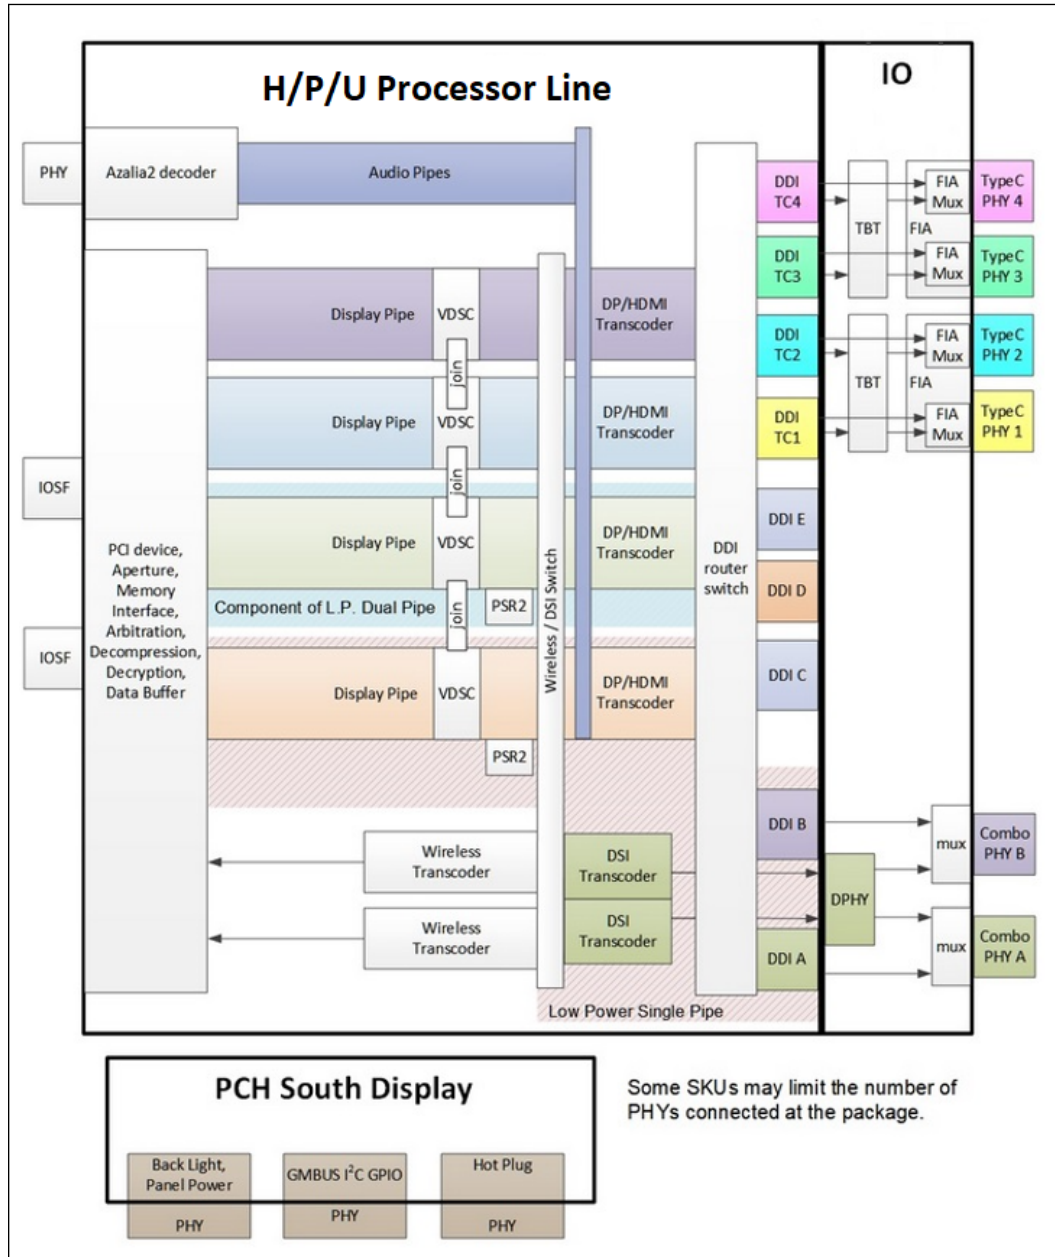 H/P/U Processor Line
IO
PHY
Azalia2 decoder
Audio Pipes
DDI
TC4
FIA
Mux
TypeC
PHY 4
TBT
FIA
DDI
TC3
FIA
Mux
TypeC
PHY 3
Display Pipe
VDSC
DP/HDMI
Transcoder
join
DDI
TC2
FIA
Mux
TypeC
PHY 2
TBT
FIA
Display Pipe
VDSC
DP/HDMI
Transcoder
DDI
TC1
FIA
Mux
TypeC
PHY 1
join
IOSF
DDI E
Display Pipe
VDSC
DP/HDMI
Transcoder
PCI device,
Aperture,
Memory
Interface,
Arbitration,
Decompression,
Decryption,
Data Buffer
Wireless / DSI Switch
DDI
router
switch
DDI D
Component of L.P. Dual Pipe
join
PSR2
IOSF
DDI C
Display Pipe
VDSC
DP/HDMI
Transcoder
PSR2
DDI B
mux
Combo
PHY B
Wireless
Transcoder
DSI
Transcoder
DPHY
Wireless
Transcoder
DSI
Transcoder
DDI A
mux
Combo
PHY A
Low Power Single Pipe
PCH South Display
Some SKUs may limit the number of
PHYs connected at the package.
Back Light,
Panel Power
PHY
GMBUS I²C GPIO
PHY
Hot Plug
PHY